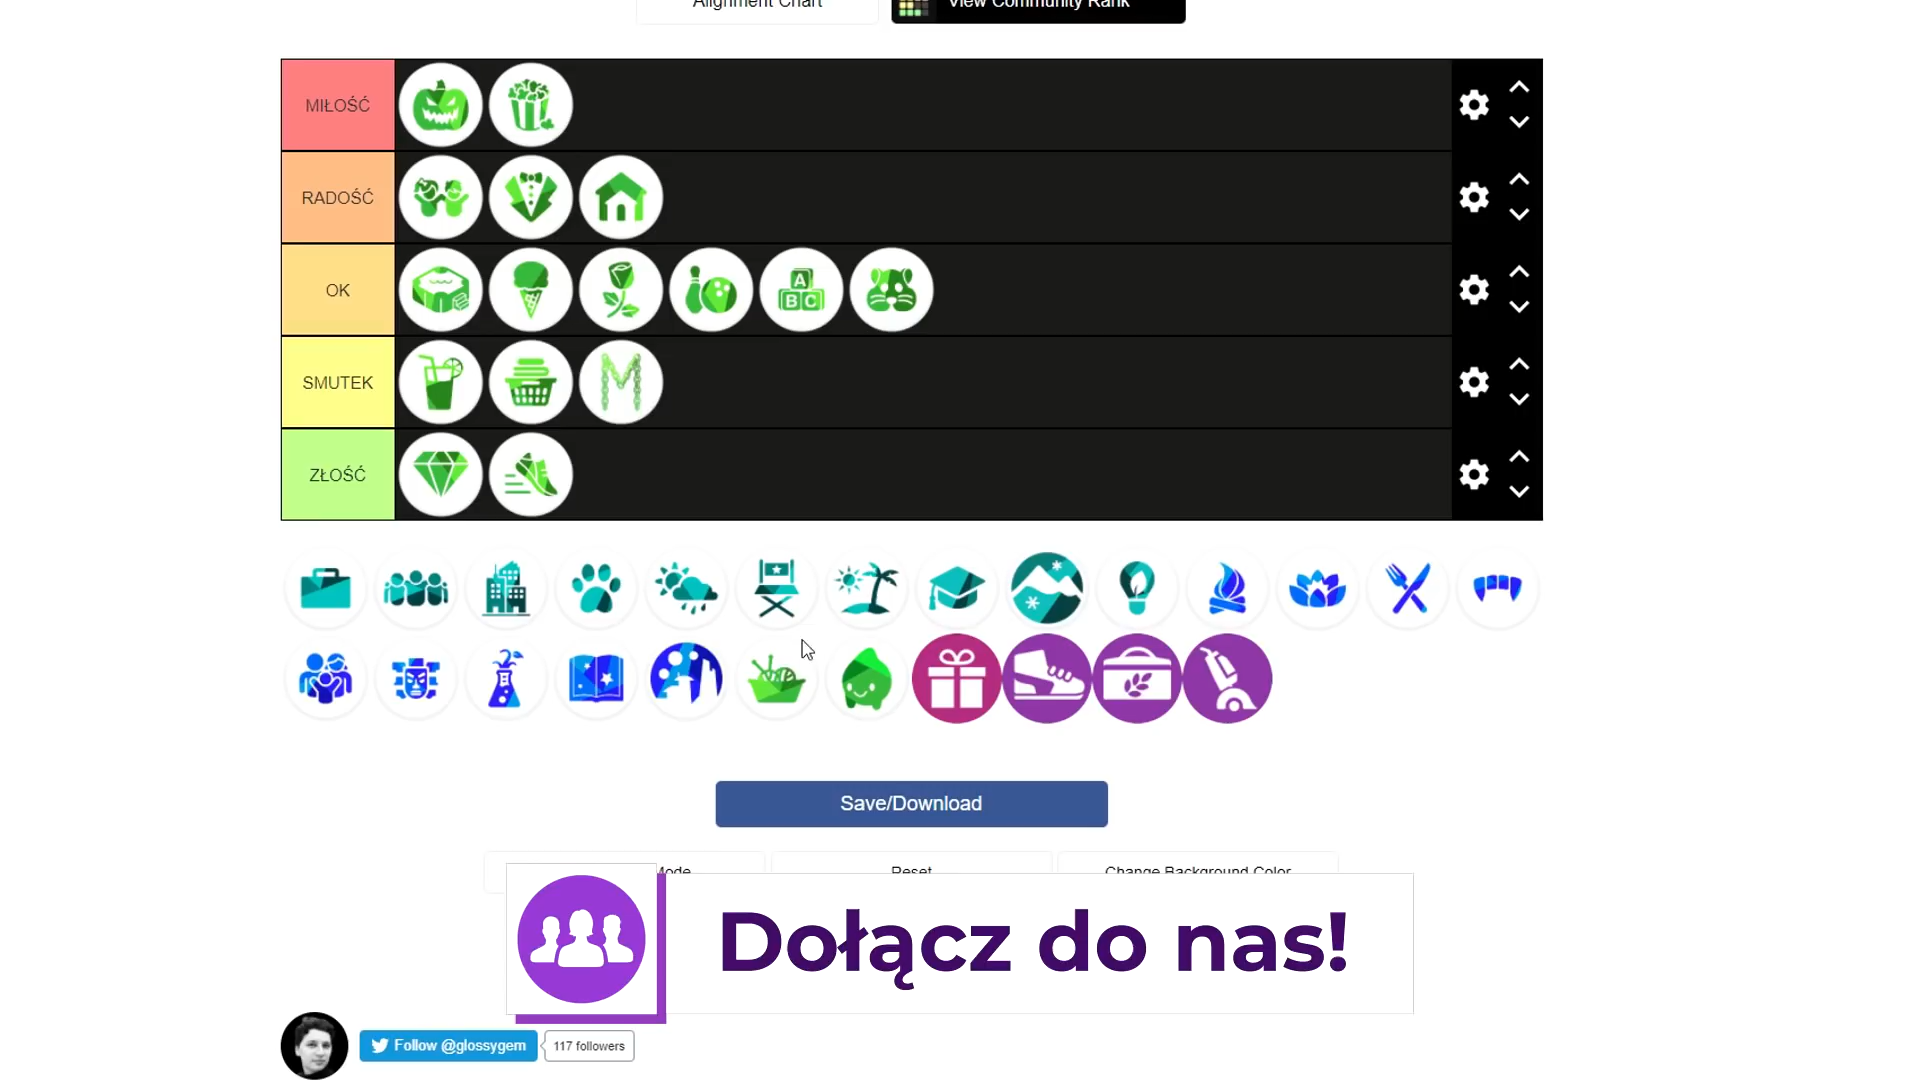 Alignment Chart
View Community Rank
MIŁOŚĆ
RADOŚĆ
OK
A
B C
SMUTEK
M
ZŁOŚĆ
Save/Download
Mode
Reset
Change Background Color
Dołącz do nas!
Follow @glossygem
117 followers